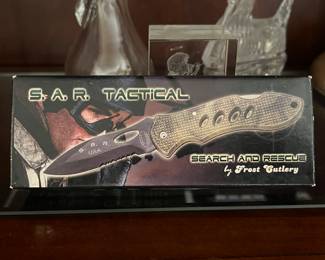 S. A. R. TACTICAL
S. A. R.
U.S.A.
SEARCH AND RESCUE
by Frost Cutlery